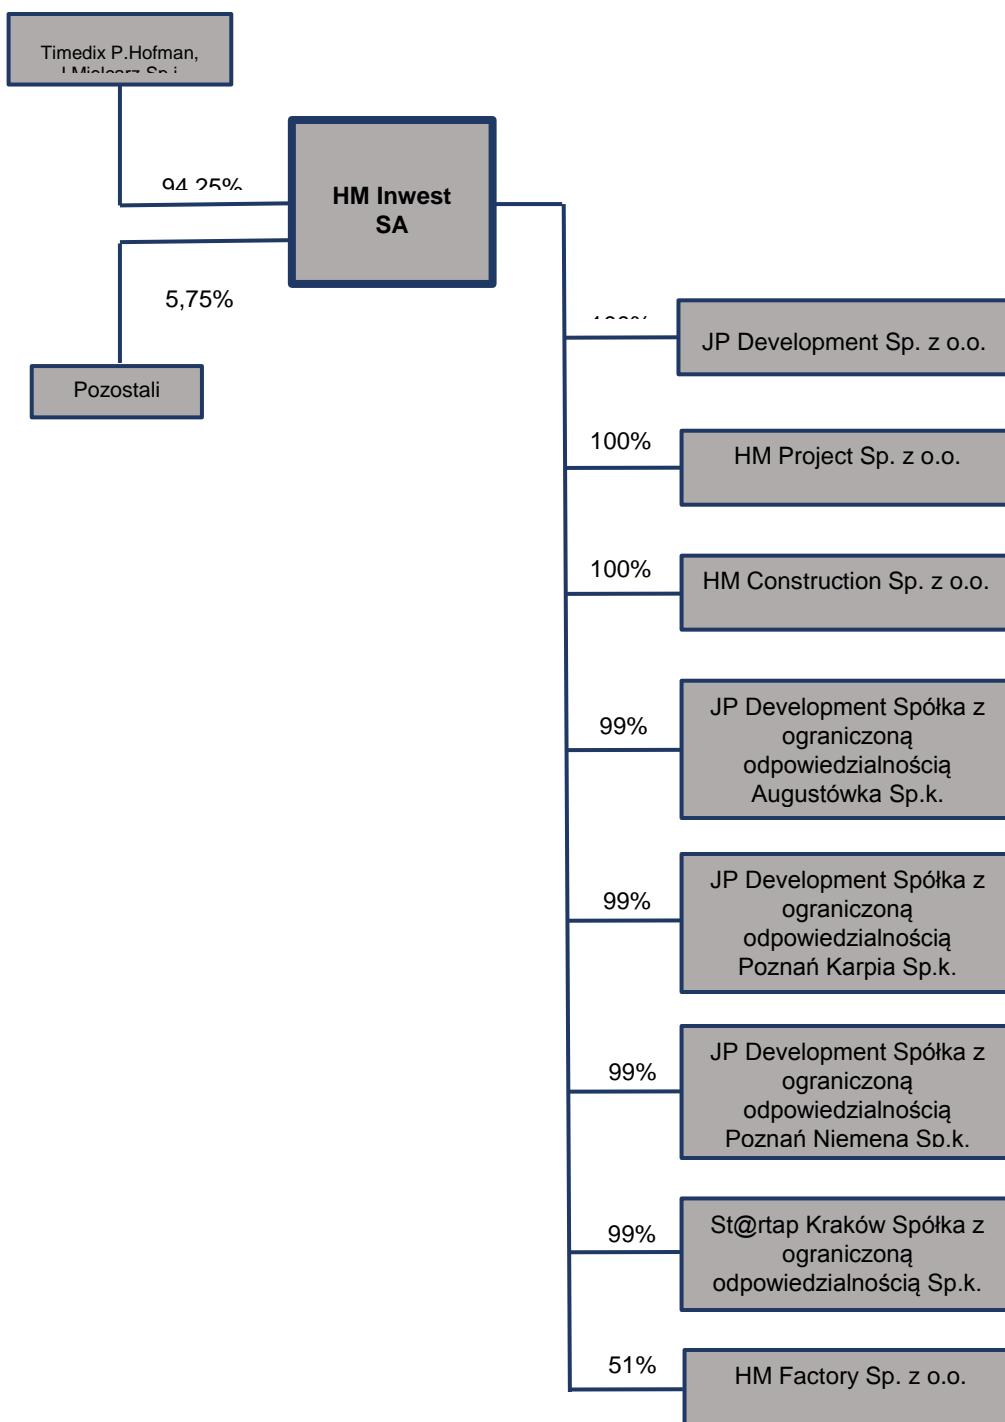 Timedix P.Hofman,
94,25%
HM Inwest
SA
5,75%
Pozostali
100%
JP Development Sp. z o.o.
100%
HM Project Sp. z o.o.
100%
HM Construction Sp. z o.o.
99%
JP Development Spółka z
ograniczoną
odpowiedzialnością
Augustówka Sp.k.
99%
JP Development Spółka z
ograniczoną
odpowiedzialnością
Poznań Karpia Sp.k.
99%
JP Development Spółka z
ograniczoną
odpowiedzialnością
Poznań Niemena Sp.k.
99%
St@rtap Kraków Spółka z
ograniczoną
odpowiedzialnością Sp.k.
51%
HM Factory Sp. z o.o.